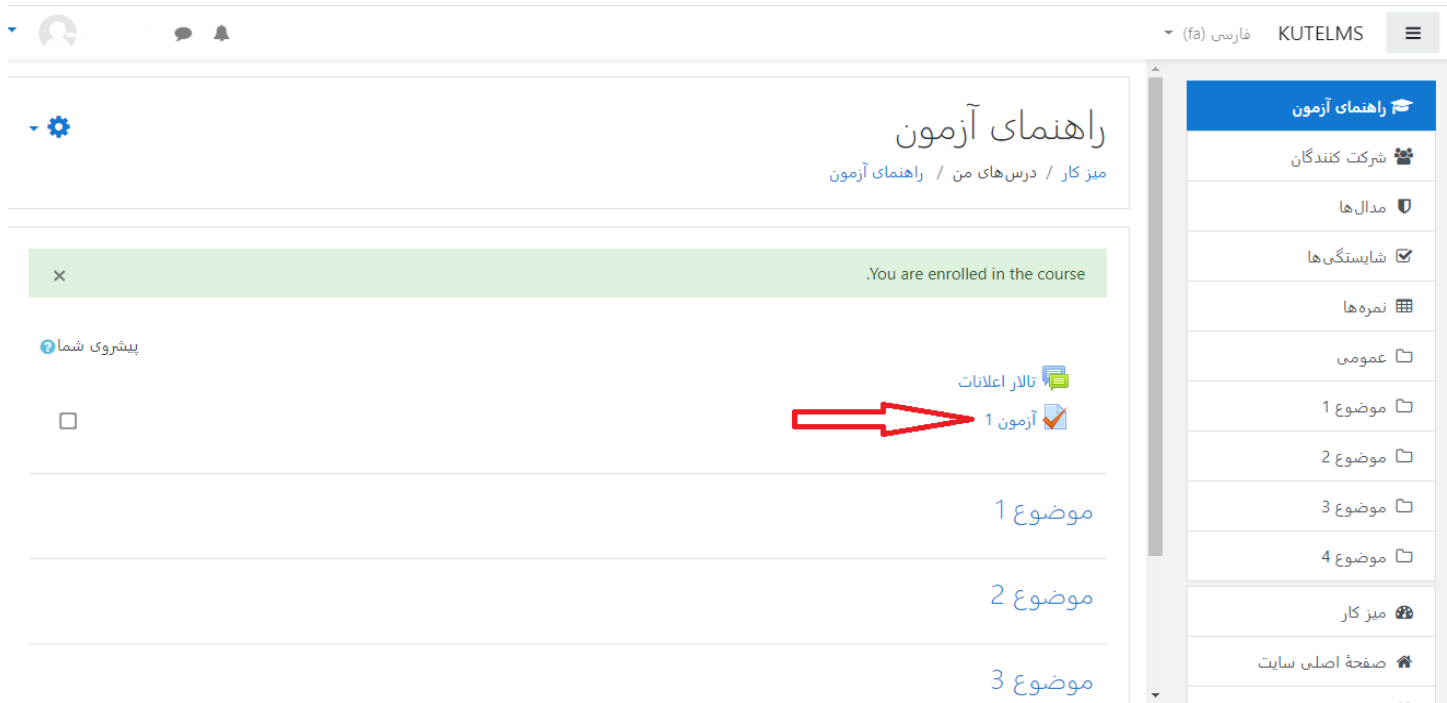 KUTELMS فارسی (fa)
راهنمای آزمون
شرکت کنندگان
مدال‌ها
شایستگی‌ها
نمره‌ها
عمومی
موضوع 1
موضوع 2
موضوع 3
موضوع 4
میز کار
صفحهٔ اصلی سایت
راهنمای آزمون
میز کار / درس‌های من / راهنمای آزمون
.You are enrolled in the course
پیشروی شما
تالار اعلانات
آزمون 1
موضوع 1
موضوع 2
موضوع 3